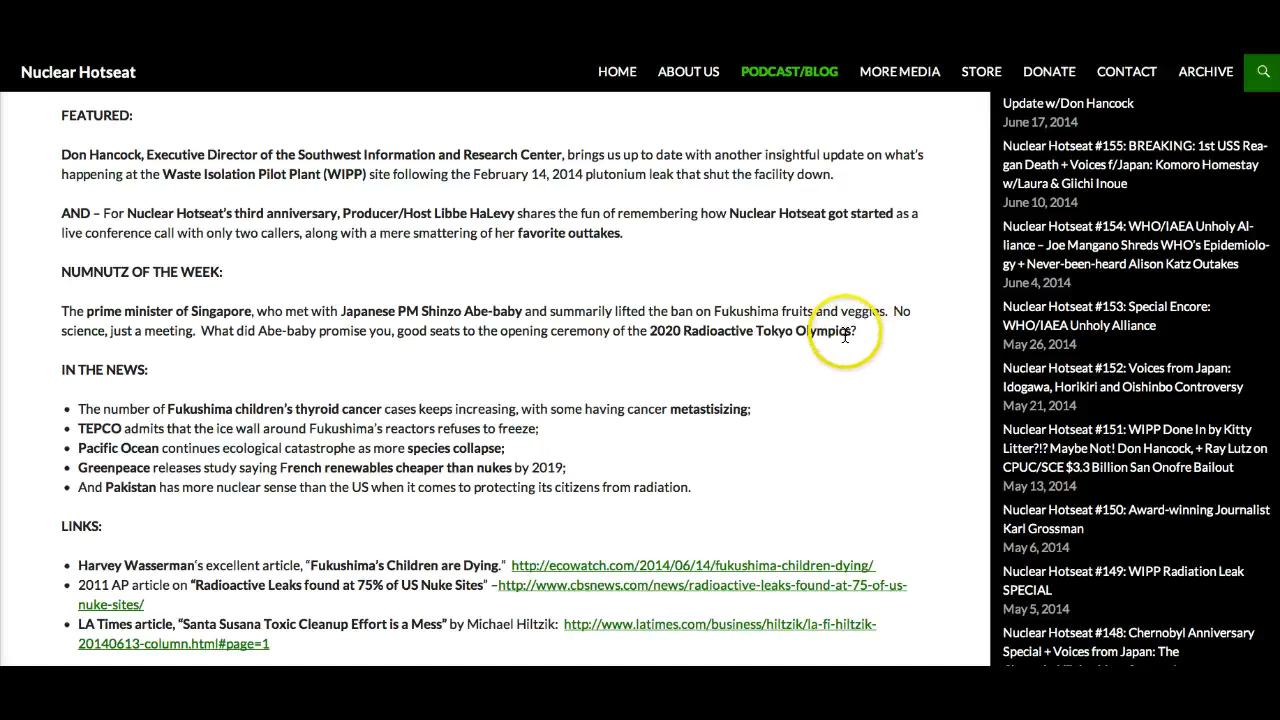 Nuclear Hotseat
HOME ABOUT US PODCAST/BLOG MORE MEDIA STORE DONATE CONTACT ARCHIVE
FEATURED:
Don Hancock, Executive Director of the Southwest Information and Research Center, brings us up to date with another insightful update on what's
happening at the Waste Isolation Pilot Plant (WIPP) site following the February 14, 2014 plutonium leak that shut the facility down.
AND – For Nuclear Hotseat's third anniversary, Producer/Host Libbe HaLevy shares the fun of remembering how Nuclear Hotseat got started as a
live conference call with only two callers, along with a mere smattering of her favorite outtakes.
NUMNUTZ OF THE WEEK:
The prime minister of Singapore, who met with Japanese PM Shinzo Abe-baby and summarily lifted the ban on Fukushima fruits and veggies. No
science, just a meeting. What did Abe-baby promise you, good seats to the opening ceremony of the 2020 Radioactive Tokyo Olympics?
IN THE NEWS:
• The number of Fukushima children's thyroid cancer cases keeps increasing, with some having cancer metastisizing;
• TEPCO admits that the ice wall around Fukushima's reactors refuses to freeze;
• Pacific Ocean continues ecological catastrophe as more species collapse;
• Greenpeace releases study saying French renewables cheaper than nukes by 2019;
• And Pakistan has more nuclear sense than the US when it comes to protecting its citizens from radiation.
LINKS:
• Harvey Wasserman's excellent article, "Fukushima's Children are Dying." http://ecowatch.com/2014/06/14/fukushima-children-dying/
• 2011 AP article on "Radioactive Leaks found at 75% of US Nuke Sites" –http://www.cbsnews.com/news/radioactive-leaks-found-at-75-of-us-
nuke-sites/
• LA Times article, "Santa Susana Toxic Cleanup Effort is a Mess" by Michael Hiltzik: http://www.latimes.com/business/hiltzik/la-fi-hiltzik-
20140613-column.html#page=1
Update w/Don Hancock
June 17, 2014
Nuclear Hotseat #155: BREAKING: 1st USS Rea-
gan Death + Voices f/Japan: Komoro Homestay
w/Laura & Giichi Inoue
June 10, 2014
Nuclear Hotseat #154: WHO/IAEA Unholy Al-
liance – Joe Mangano Shreds WHO's Epidemiolo-
gy + Never-been-heard Alison Katz Outakes
June 4, 2014
Nuclear Hotseat #153: Special Encore:
WHO/IAEA Unholy Alliance
May 26, 2014
Nuclear Hotseat #152: Voices from Japan:
Idogawa, Horikiri and Oishinbo Controversy
May 21, 2014
Nuclear Hotseat #151: WIPP Done In by Kitty
Litter?!? Maybe Not! Don Hancock, + Ray Lutz on
CPUC/SCE $3.3 Billion San Onofre Bailout
May 13, 2014
Nuclear Hotseat #150: Award-winning Journalist
Karl Grossman
May 6, 2014
Nuclear Hotseat #149: WIPP Radiation Leak
SPECIAL
May 5, 2014
Nuclear Hotseat #148: Chernobyl Anniversary
Special + Voices from Japan: The